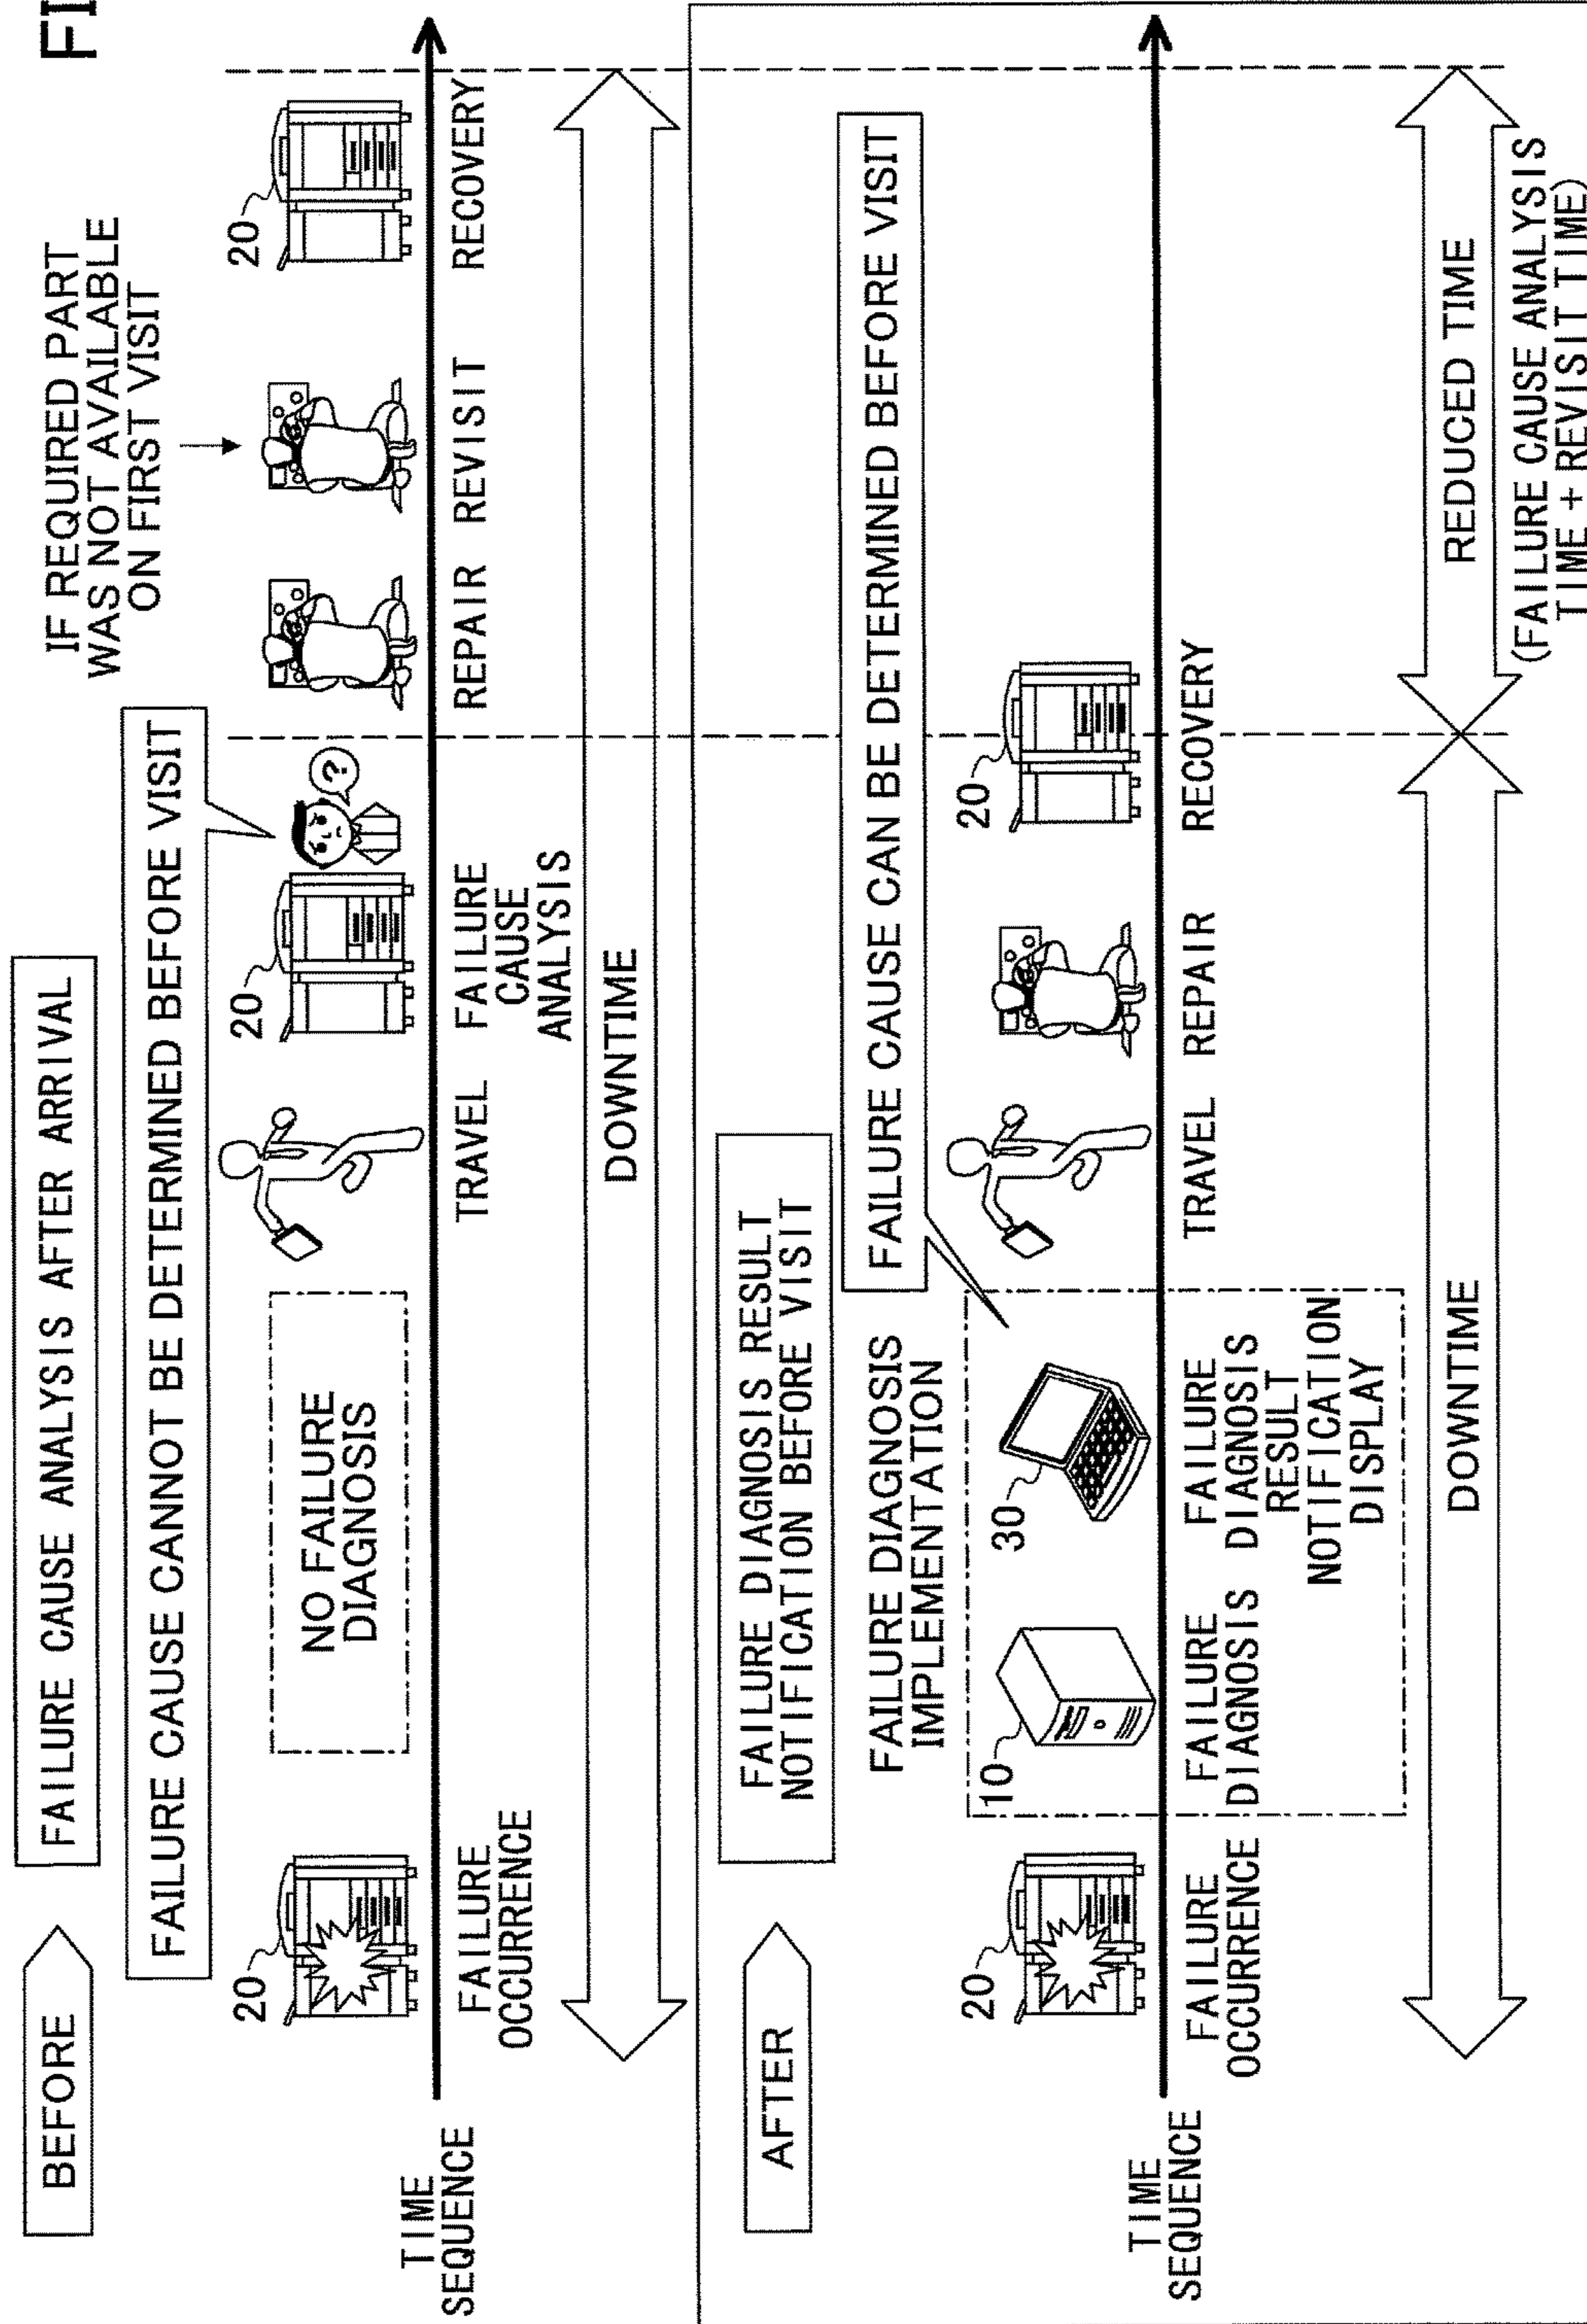 FI
BEFORE
FAILURE CAUSE ANALYSIS AFTER ARRIVAL
IF REQUIRED PART
WAS NOT AVAILABLE
ON FIRST VISIT
FAILURE CAUSE CANNOT BE DETERMINED BEFORE VISIT
20
NO FAILURE
DIAGNOSIS
20
?
20
TIME
SEQUENCE
FAILURE
OCCURRENCE
TRAVEL
FAILURE
CAUSE
ANALYSIS
REPAIR
REVISIT
RECOVERY
DOWNTIME
AFTER
FAILURE DIAGNOSIS RESULT
NOTIFICATION BEFORE VISIT
FAILURE CAUSE CAN BE DETERMINED BEFORE VISIT
FAILURE DIAGNOSIS
IMPLEMENTATION
20
10
30
20
TIME
SEQUENCE
FAILURE
OCCURRENCE
FAILURE
DIAGNOSIS
FAILURE
DIAGNOSIS
RESULT
NOTIFICATION
DISPLAY
TRAVEL
REPAIR
RECOVERY
DOWNTIME
REDUCED TIME
(FAILURE CAUSE ANALYSIS
TIME + REVISIT TIME)